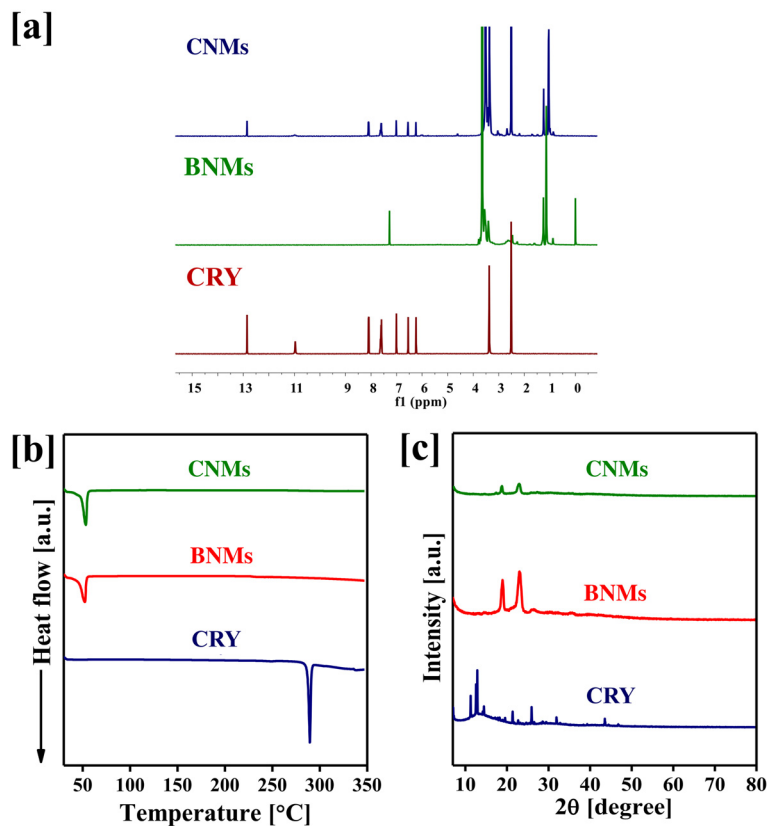 [a]
CNMs
BNMs
CRY
15 13 11 9 8 7 6 5 4 3 2 1 0
f1 (ppm)
[b]
CNMs
BNMs
CRY
Heat flow [a.u.]
50 100 150 200 250 300 350
Temperature [°C]
[c]
CNMs
BNMs
CRY
Intensity [a.u.]
10 20 30 40 50 60 70 80
2θ [degree]